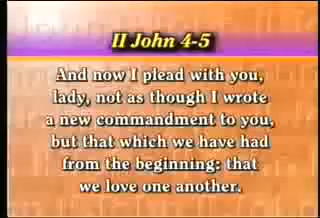 II John 4-5
And now I plead with you,
lady, not as though I wrote
a new commandment to you,
but that which we have had
from the beginning: that
we love one another.